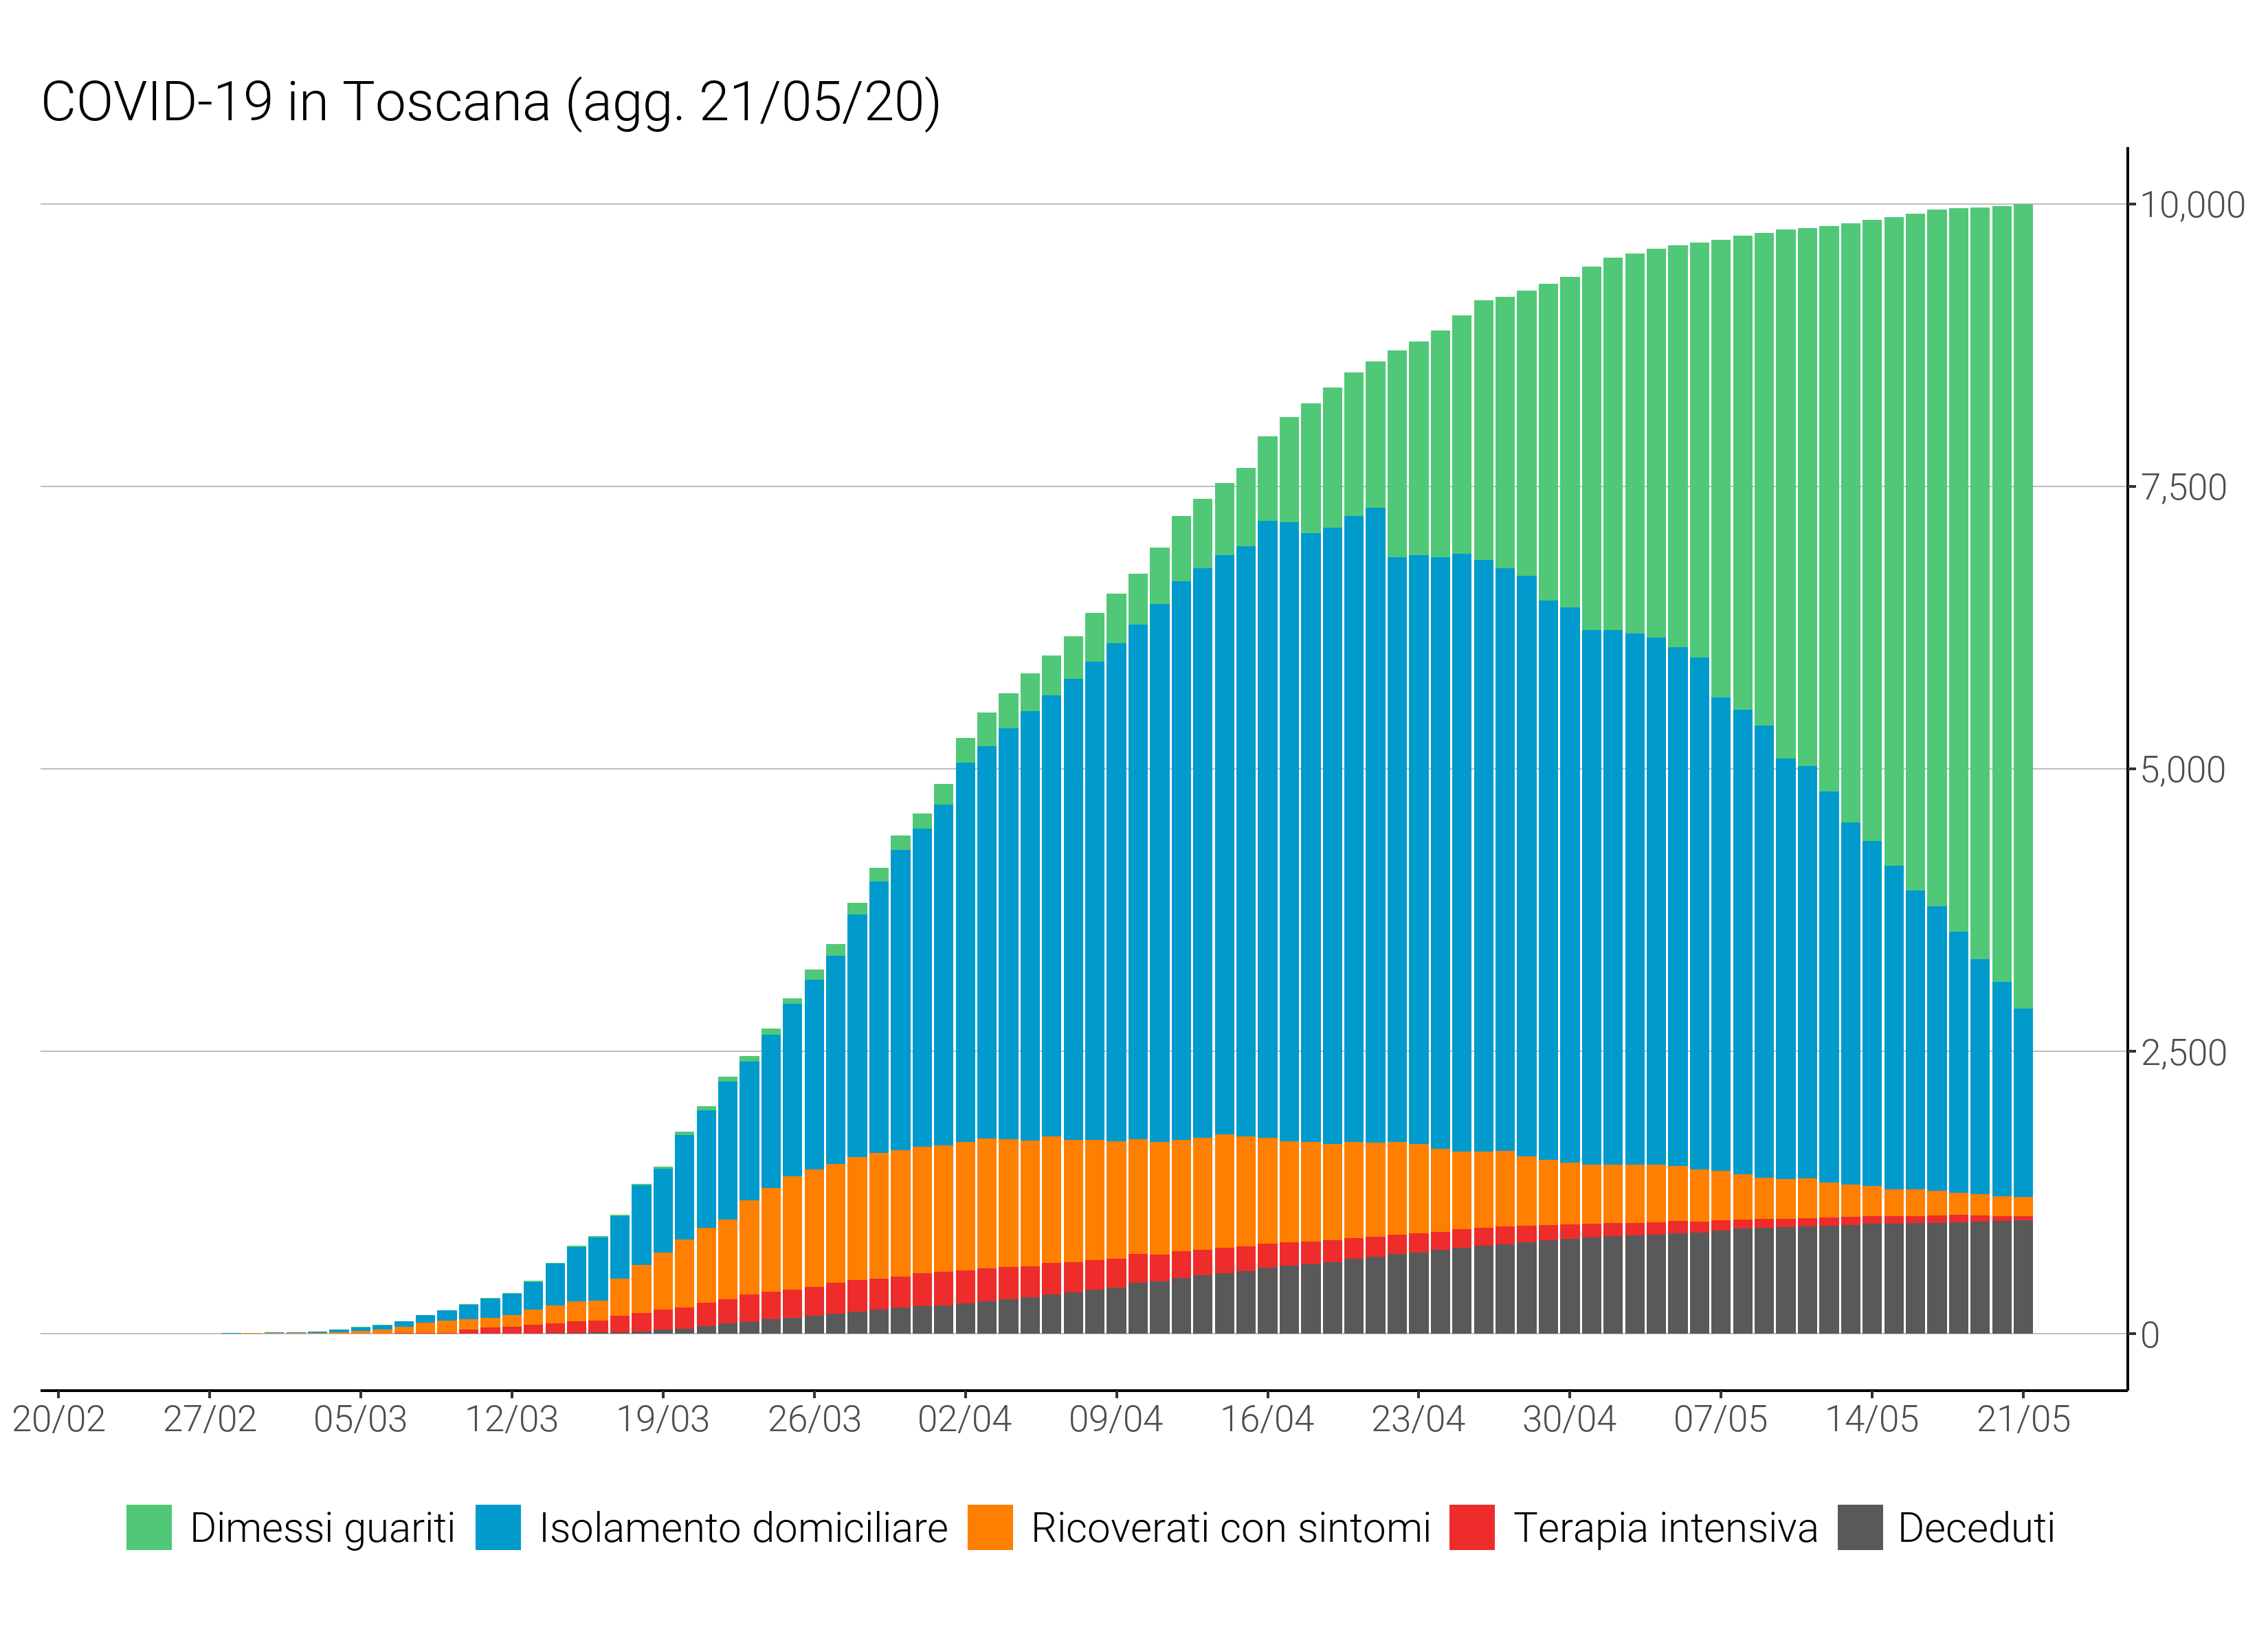 COVID-19 in Toscana (agg. 21/05/20)
10,000
7,500
5,000
2,500
0
20/02 27/02 05/03 12/03 19/03 26/03 02/04 09/04 16/04 23/04 30/04 07/05 14/05 21/05
Dimessi guariti Isolamento domiciliare Ricoverati con sintomi Terapia intensiva Deceduti